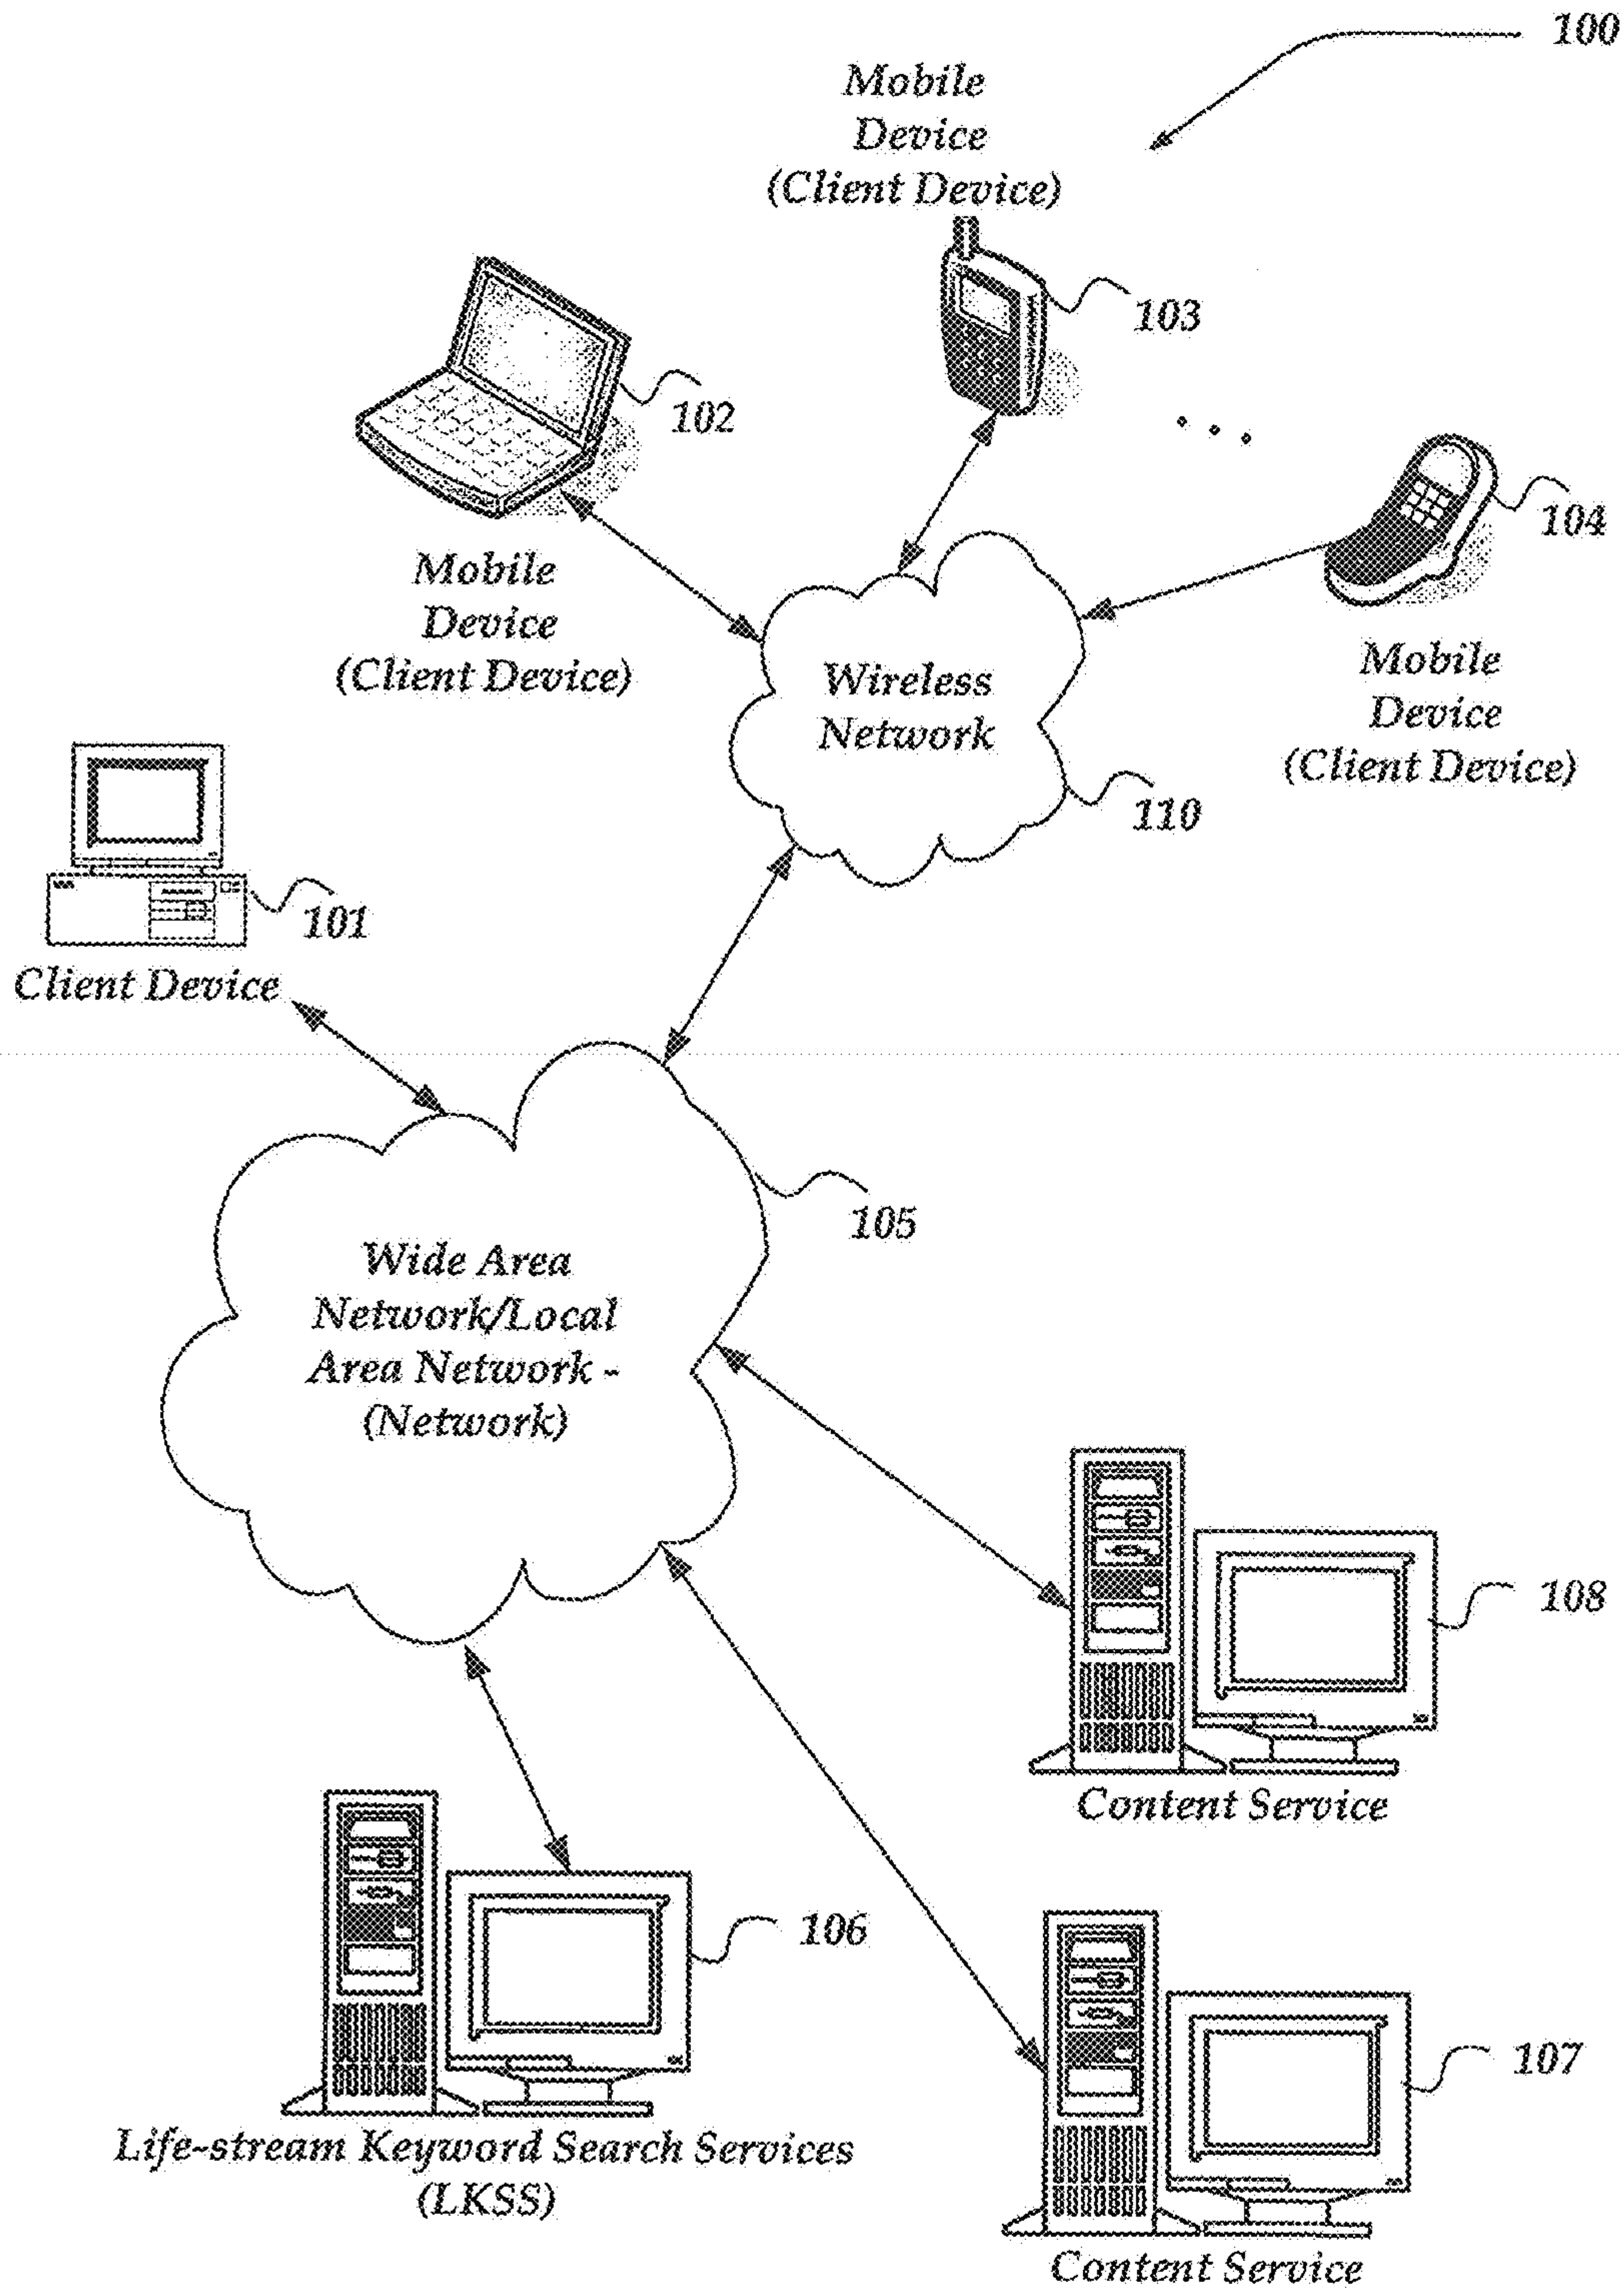 100
Mobile
Device
(Client Device)
103
102
104
Mobile
Device
(Client Device)
Mobile
Device
(Client Device)
Wireless
Network
110
101
Client Device
105
Wide Area
Network/Local
Area Network -
(Network)
108
Content Service
106
Life-stream Keyword Search Services
(LKSS)
107
Content Service